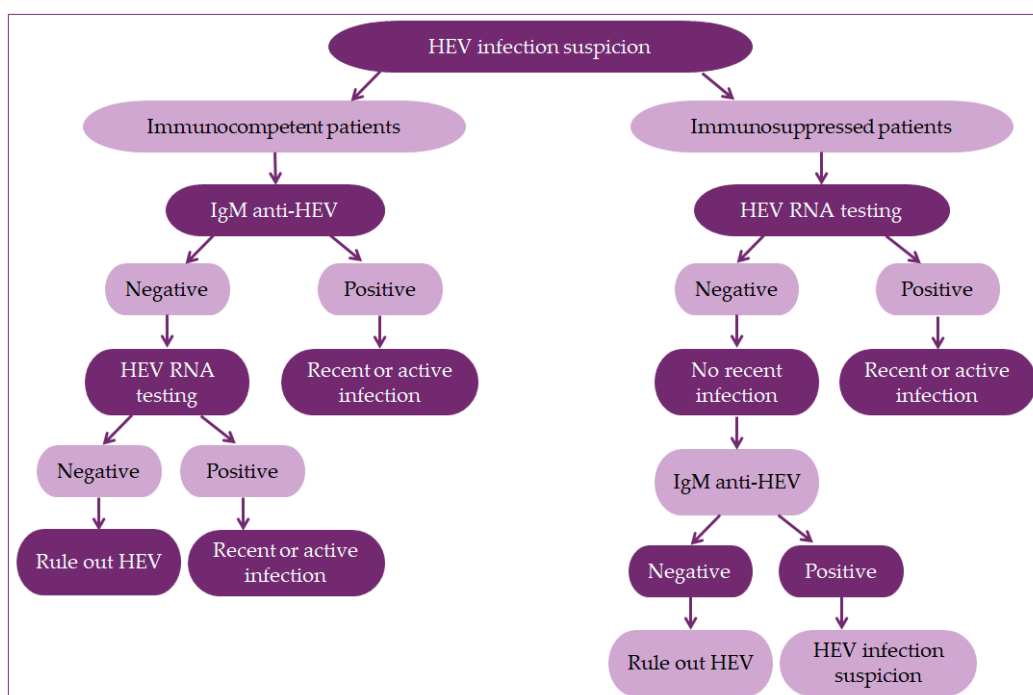 HEV infection suspicion
Immunocompetent patients
Immunosuppressed patients
IgM anti-HEV
HEV RNA testing
Negative
Positive
Negative
Positive
HEV RNA
testing
Recent or active
infection
No recent
infection
Recent or active
infection
Negative
Positive
IgM anti-HEV
Rule out HEV
Recent or active
infection
Negative
Positive
Rule out HEV
HEV infection
suspicion